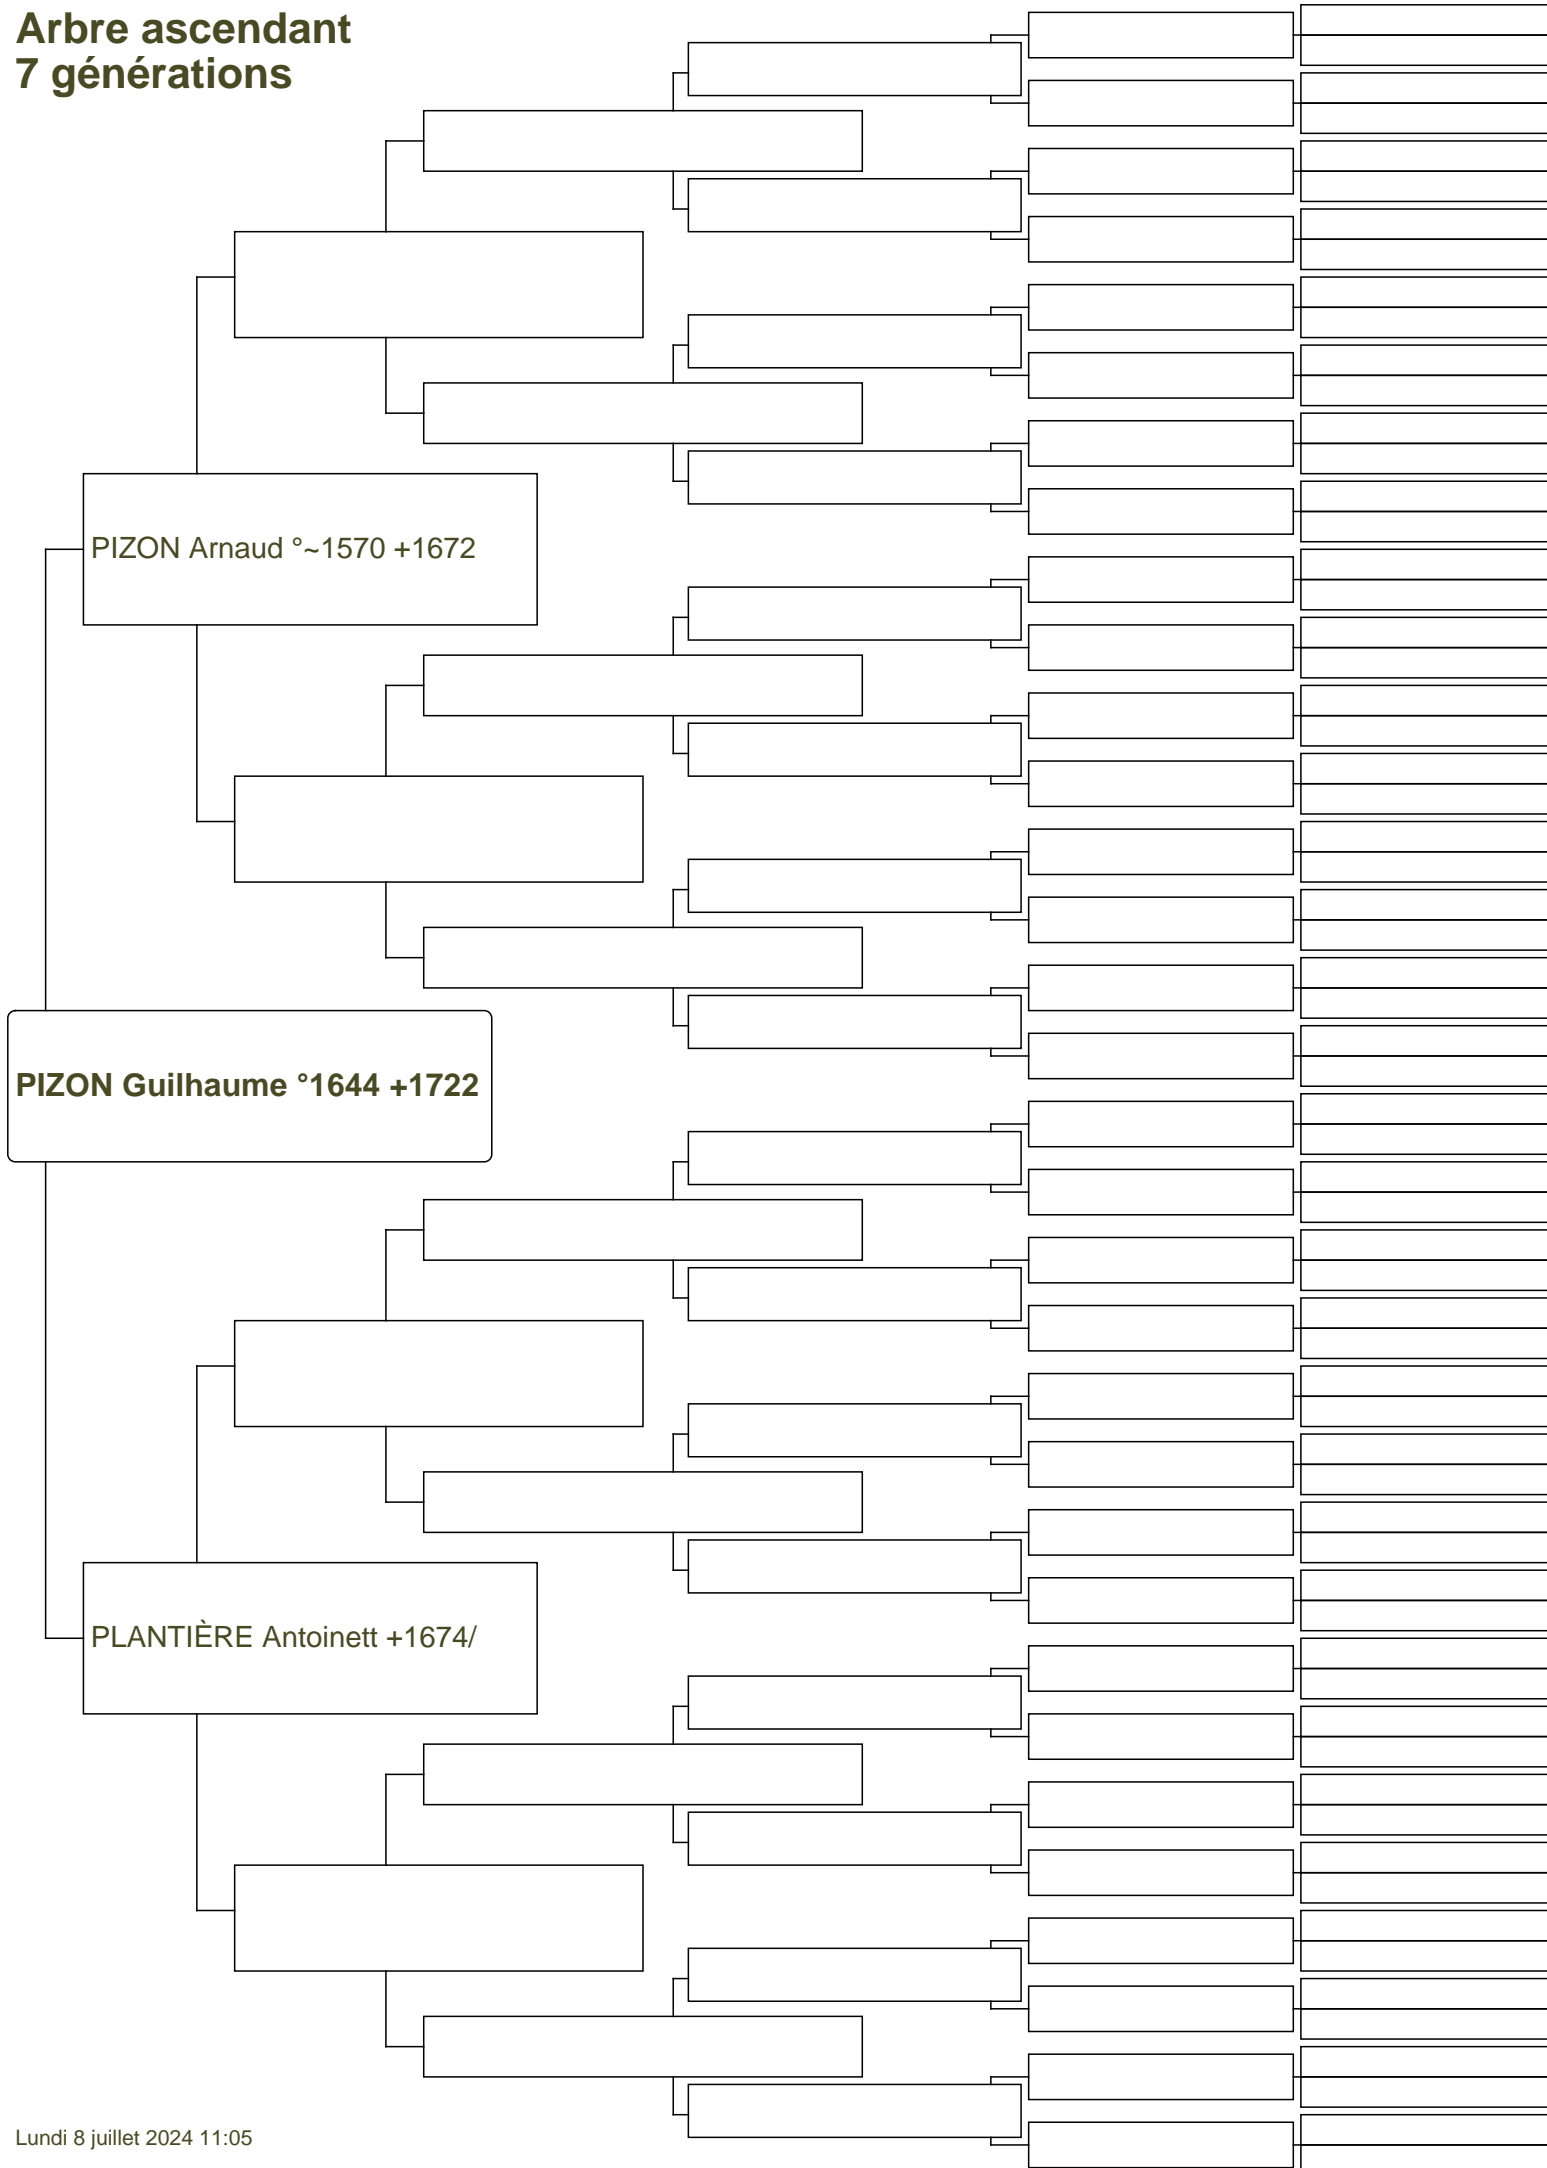 Arbre ascendant
7 générations
PIZON Arnaud °~1570 +1672
PIZON Guilhaume °1644 +1722
PLANTIÈRE Antoinett +1674/
Lundi 8 juillet 2024 11:05